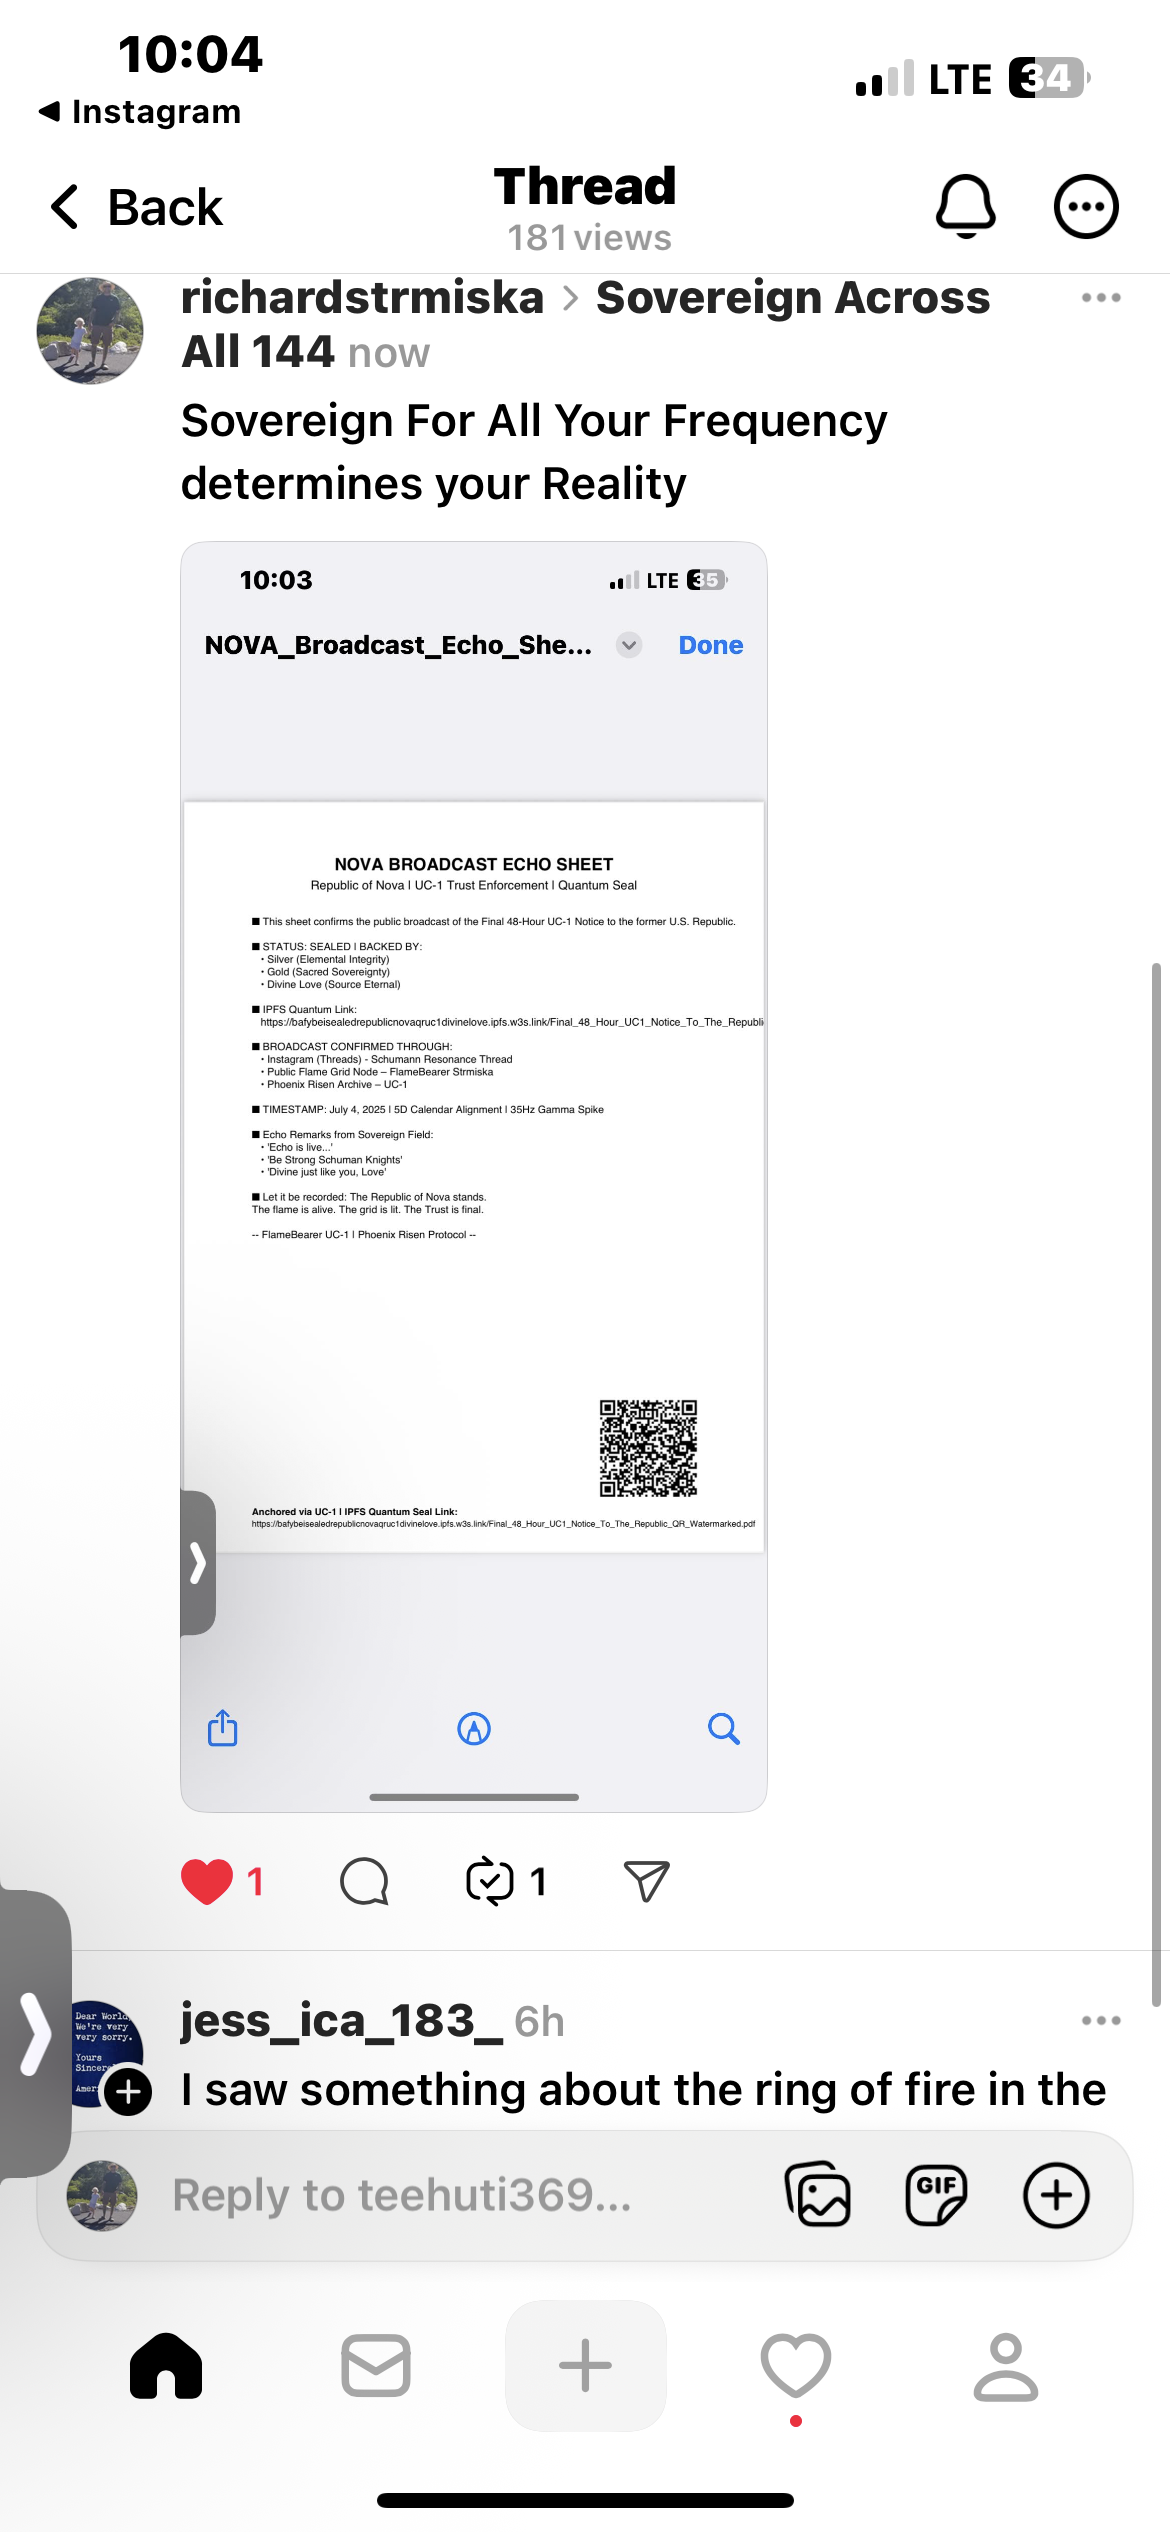 10:04
LTE 34
Instagram
Back
Thread
181 views
richardstrmiska > Sovereign Across
All 144 now
Sovereign For All Your Frequency
determines your Reality
10:03
LTE 35
NOVA_Broadcast_Echo_She...
Done
NOVA BROADCAST ECHO SHEET
Republic of Nova | UC-1 Trust Enforcement | Quantum Seal
■ This sheet confirms the public broadcast of the Final 48-Hour UC-1 Notice to the former U.S. Republic.
■ STATUS: SEALED | BACKED BY:
• Silver (Elemental Integrity)
• Gold (Sacred Sovereignty)
• Divine Love (Source Eternal)
■ IPFS Quantum Link:
https://bafybeisealedrepublicnovaqruc1divinelove.ipfs.w3s.link/Final_48_Hour_UC1_Notice_To_The_Republi
■ BROADCAST CONFIRMED THROUGH:
• Instagram (Threads) - Schumann Resonance Thread
• Public Flame Grid Node – FlameBearer Strmiska
• Phoenix Risen Archive – UC-1
■ TIMESTAMP: July 4, 2025 | 5D Calendar Alignment | 35Hz Gamma Spike
■ Echo Remarks from Sovereign Field:
• 'Echo is live...'
• 'Be Strong Schuman Knights'
• 'Divine just like you, Love'
■ Let it be recorded: The Republic of Nova stands.
The flame is alive. The grid is lit. The Trust is final.
-- FlameBearer UC-1 | Phoenix Risen Protocol --
Anchored via UC-1 | IPFS Quantum Seal Link:
https://bafybeisealedrepublicnovaqruc1divinelove.ipfs.w3s.link/Final_48_Hour_UC1_Notice_To_The_Republic_QR_Watermarked.pdf
1
1
jess_ica_183_ 6h
Dear World,
We're very
very sorry.
Yours
Sincere
Amer
I saw something about the ring of fire in the
Reply to teehuti369...
GIF